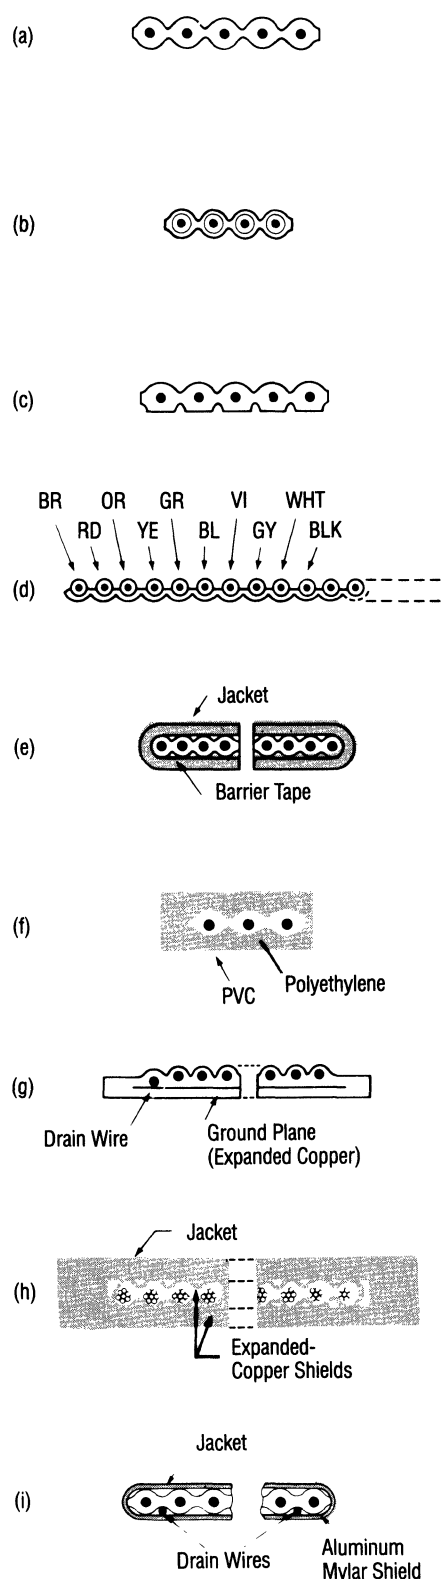 (a)
(b)
(c)
BR OR GR VI WHT
RD YE BL GY BLK
(d)
Jacket
(e)
Barrier Tape
(f)
Polyethylene
PVC
(g)
Drain Wire
Ground Plane
(Expanded Copper)
Jacket
(h)
Expanded-
Copper Shields
Jacket
(i)
Drain Wires
Aluminum
Mylar Shield